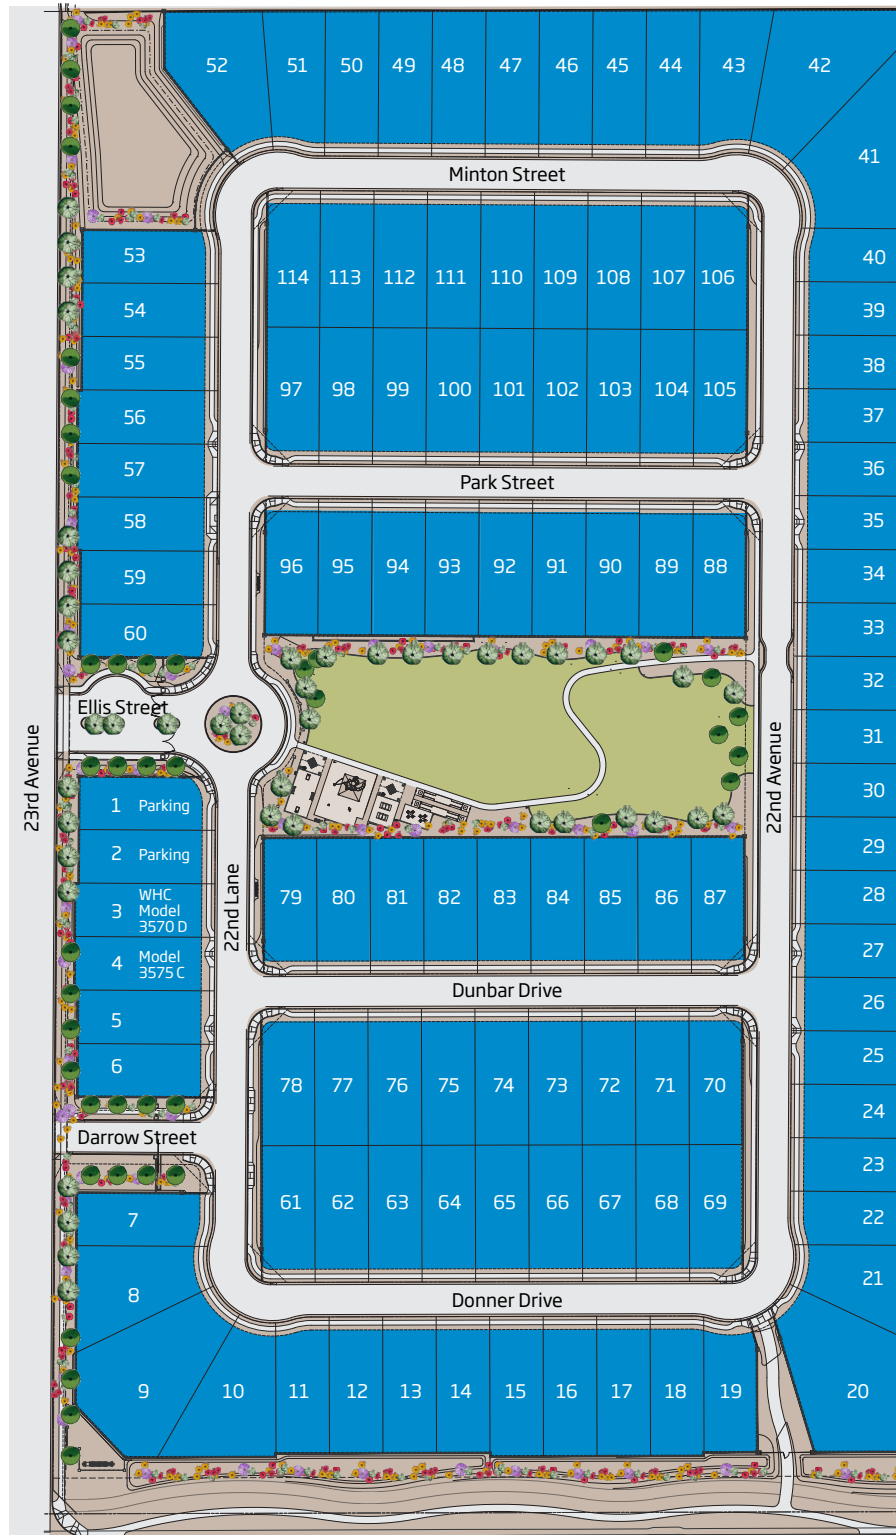 52 51 50 49 48 47 46 45 44 43 42
41
Minton Street
53
54
55
56
57
58
59
60
114 113 112 111 110 109 108 107 106
97 98 99 100 101 102 103 104 105
40
39
38
37
36
35
34
33
32
31
30
29
28
27
26
25
24
23
22
21
Park Street
96 95 94 93 92 91 90 89 88
Ellis Street
23rd Avenue
22nd Lane
22nd Avenue
1 Parking
2 Parking
3 WHC
Model
3570 D
4 Model
3575 C
5
6
79 80 81 82 83 84 85 86 87
Dunbar Drive
78 77 76 75 74 73 72 71 70
61 62 63 64 65 66 67 68 69
Darrow Street
7
8
Donner Drive
9 10 11 12 13 14 15 16 17 18 19 20